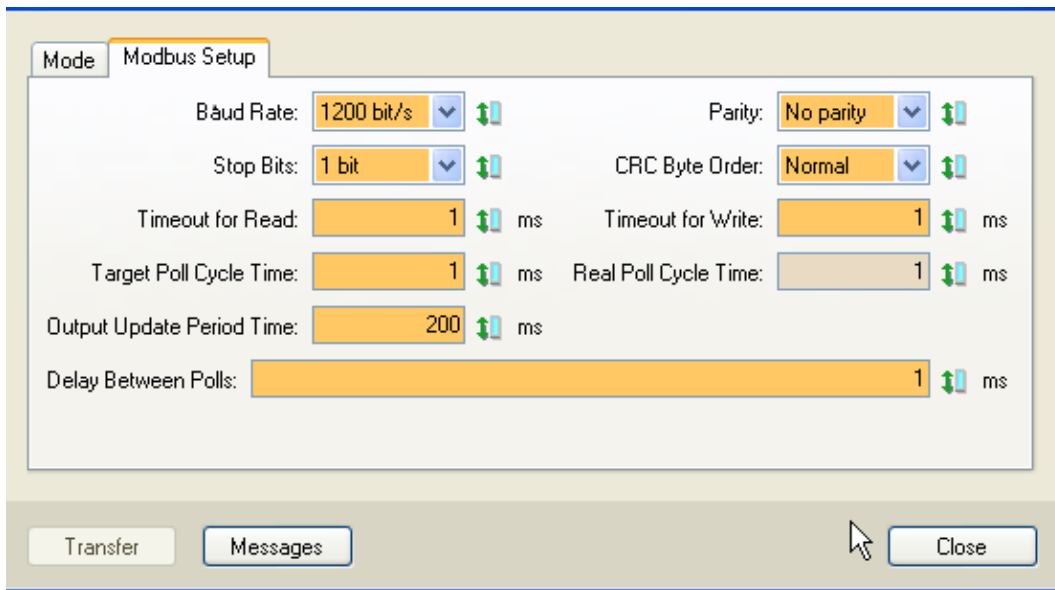 Mode Modbus Setup
Baud Rate: 1200 bit/s Parity: No parity
Stop Bits: 1 bit CRC Byte Order: Normal
Timeout for Read: 1 ms Timeout for Write: 1 ms
Target Poll Cycle Time: 1 ms Real Poll Cycle Time: 1 ms
Output Update Period Time: 200 ms
Delay Between Polls: 1 ms
Transfer Messages Close